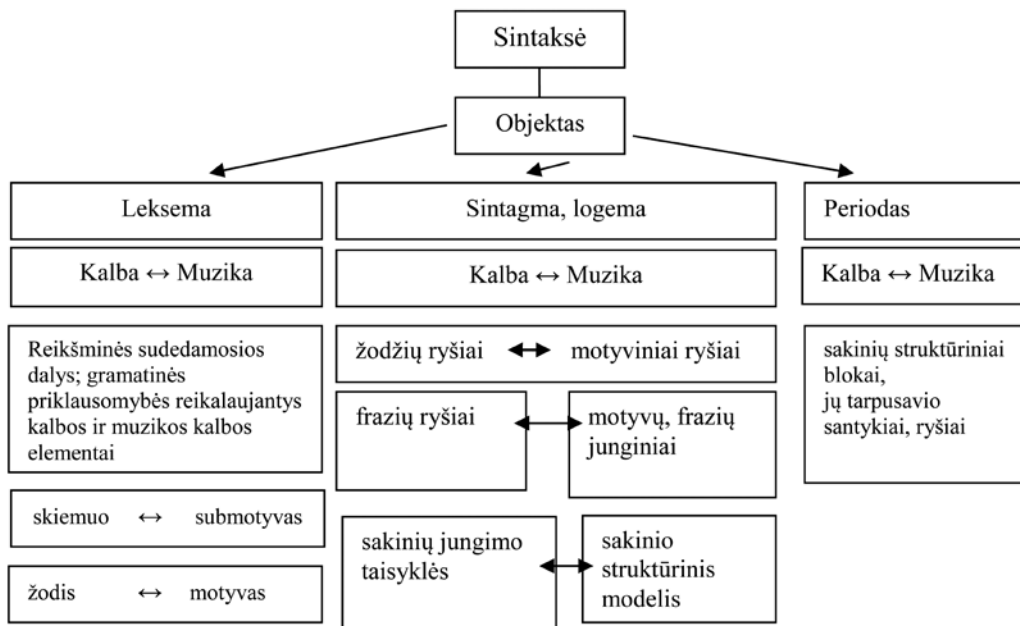 Sintaksė
Objektas
Leksema
Sintagma, logema
Periodas
Kalba ↔ Muzika
Kalba ↔ Muzika
Kalba ↔ Muzika
Reikšminės sudedamosios
dalys; gramatinės
priklausomybės reikalaujantys
kalbos ir muzikos kalbos
elementai
skiemuo ↔ submotyvas
žodis ↔ motyvas
žodžių ryšiai ↔ motyviniai ryšiai
frazių ryšiai
motyvų, frazių
junginiai
sakinių jungimo
taisyklės
sakinio
struktūrinis
modelis
sakinių struktūriniai
blokai,
jų tarpusavio
santykiai, ryšiai